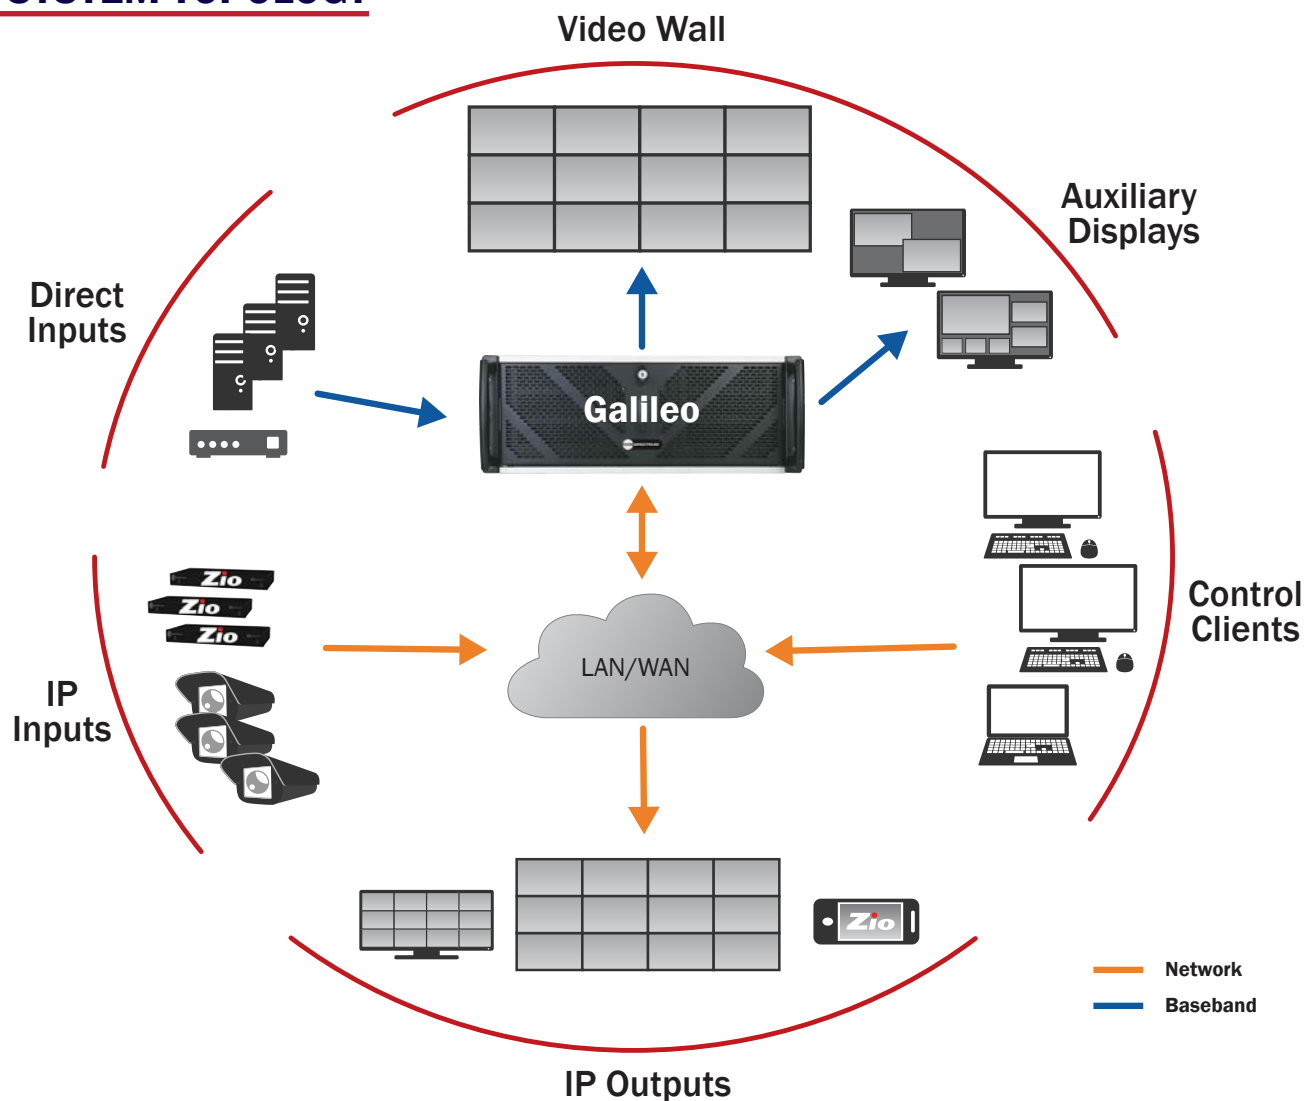 Video Wall
Auxiliary
Displays
Direct
Inputs
Galileo
Zio
Zio
Zio
LAN/WAN
Control
Clients
IP
Inputs
Zio
Network
Baseband
IP Outputs